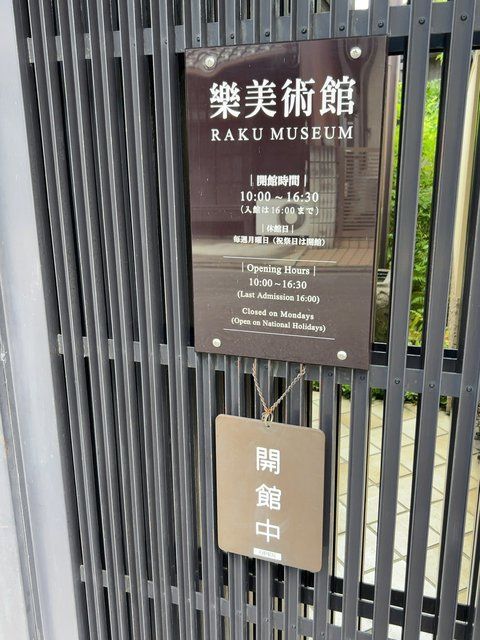 樂美術館
RAKU MUSEUM
| 開館時間 |
10:00～16:30
（入館は16:00まで）
| 休館日 |
毎週月曜日（祝祭日は開館）
| Opening Hours |
10:00～16:30
(Last Admission 16:00)
Closed on Mondays
(Open on National Holidays)
開館中